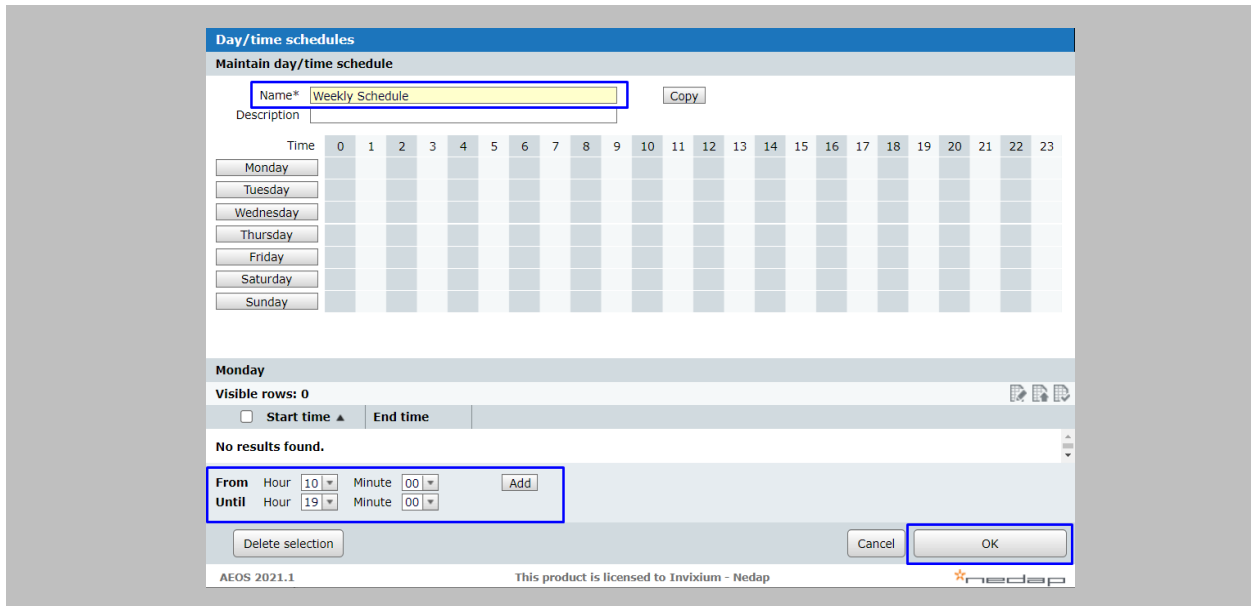 Day/time schedules
Maintain day/time schedule
Name* Weekly Schedule Copy
Description
Time 0 1 2 3 4 5 6 7 8 9 10 11 12 13 14 15 16 17 18 19 20 21 22 23
Monday
Tuesday
Wednesday
Thursday
Friday
Saturday
Sunday
Monday
Visible rows: 0
Start time ▲ End time
No results found.
From Hour 10 Minute 00 Add
Until Hour 19 Minute 00
Delete selection Cancel OK
AEOS 2021.1 This product is licensed to Invixium - Nedap nedap